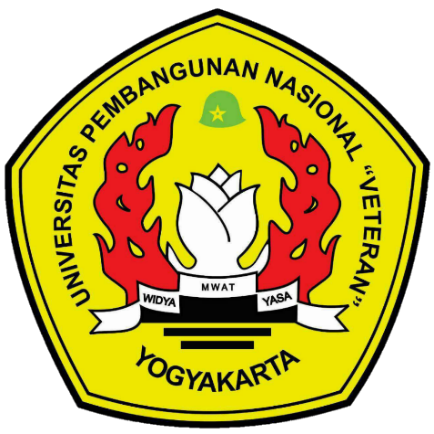 UNIVERSITAS PEMBANGUNAN NASIONAL “VETERAN”
WIDYA MWAT YASA
YOGYAKARTA